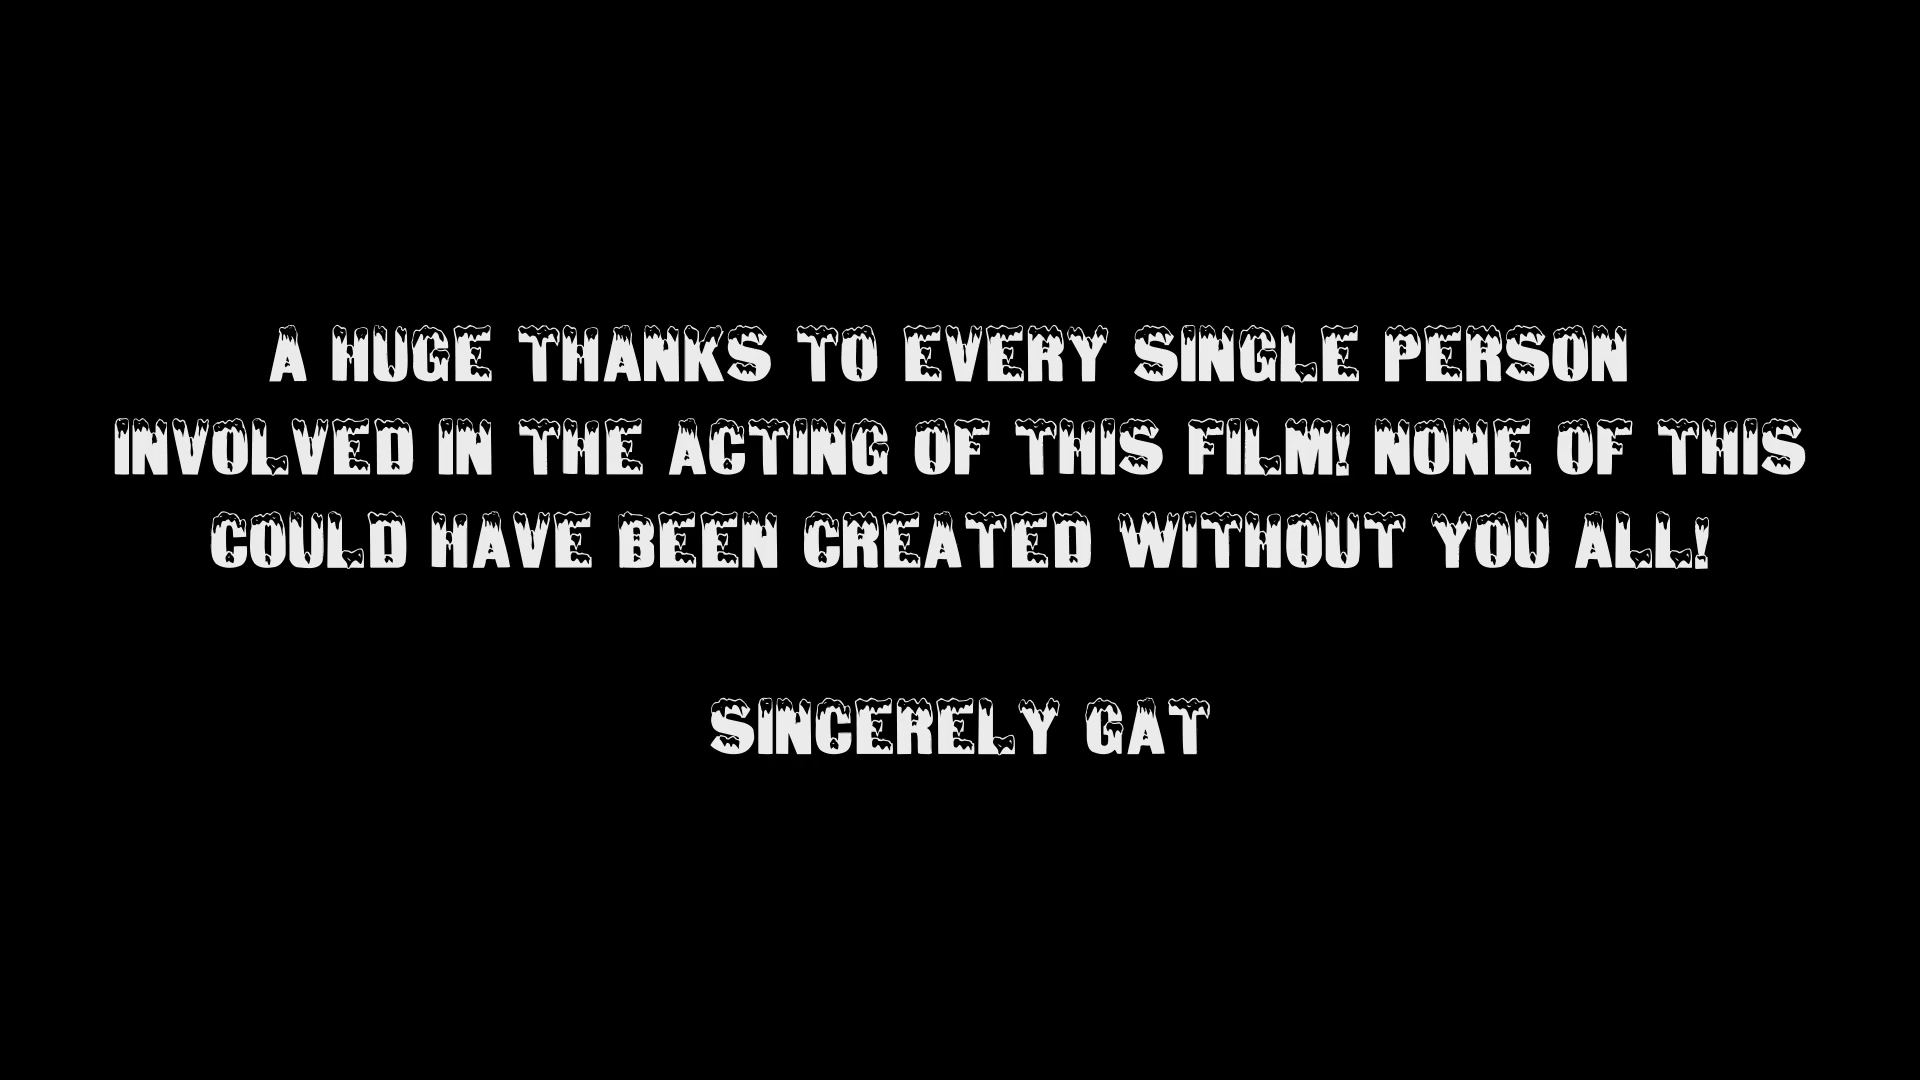 A HUGE THANKS TO EVERY SINGLE PERSON
INVOLVED IN THE ACTING OF THIS FILM! NONE OF THIS
COULD HAVE BEEN CREATED WITHOUT YOU ALL!
SINCERELY GAT